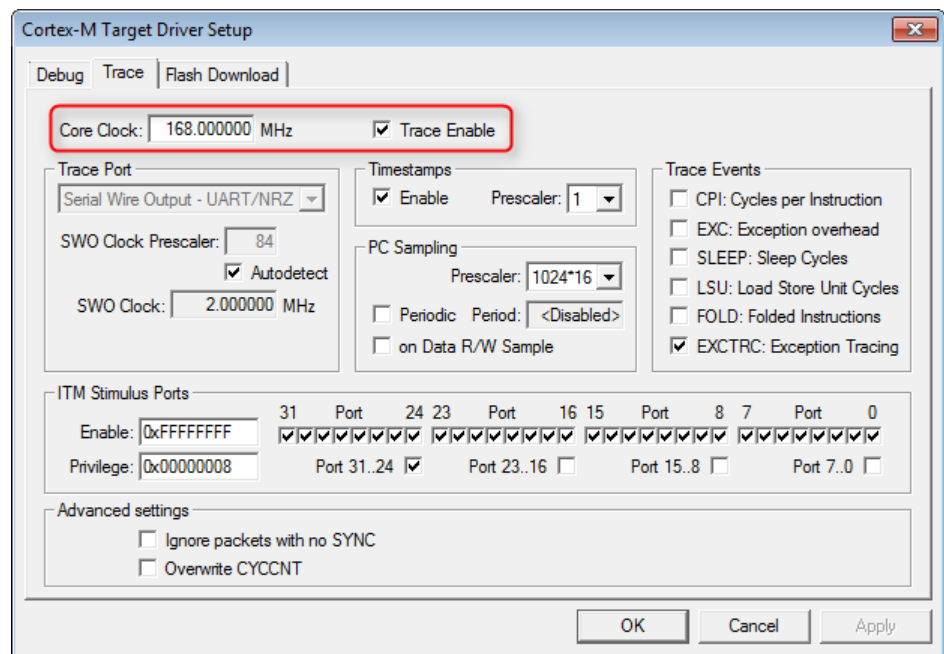 Cortex-M Target Driver Setup
Debug Trace Flash Download
Core Clock: 168.000000 MHz Trace Enable
Trace Port
Serial Wire Output - UART/NRZ
SWO Clock Prescaler: 84
Autodetect
SWO Clock: 2.000000 MHz
Timestamps
Enable Prescaler: 1
PC Sampling
Prescaler: 1024*16
Periodic Period: <Disabled>
on Data R/W Sample
Trace Events
CPI: Cycles per Instruction
EXC: Exception overhead
SLEEP: Sleep Cycles
LSU: Load Store Unit Cycles
FOLD: Folded Instructions
EXCTRC: Exception Tracing
ITM Stimulus Ports
31 Port 24 23 Port 16 15 Port 8 7 Port 0
Enable: 0xFFFFFFFF
Privilege: 0x00000008 Port 31..24 Port 23..16 Port 15..8 Port 7..0
Advanced settings
Ignore packets with no SYNC
Overwrite CYCCNT
OK Cancel Apply